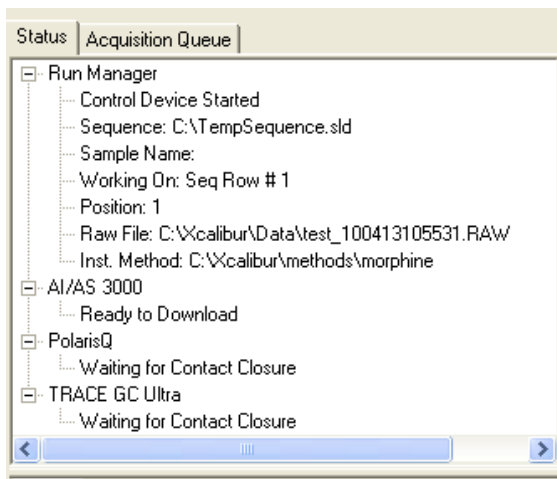 Status Acquisition Queue
Run Manager
Control Device Started
Sequence: C:\TempSequence.sld
Sample Name:
Working On: Seq Row # 1
Position: 1
Raw File: C:\Xcalibur\Data\test_100413105531.RAW
Inst. Method: C:\Xcalibur\methods\morphine
AI/AS 3000
Ready to Download
PolarisQ
Waiting for Contact Closure
TRACE GC Ultra
Waiting for Contact Closure